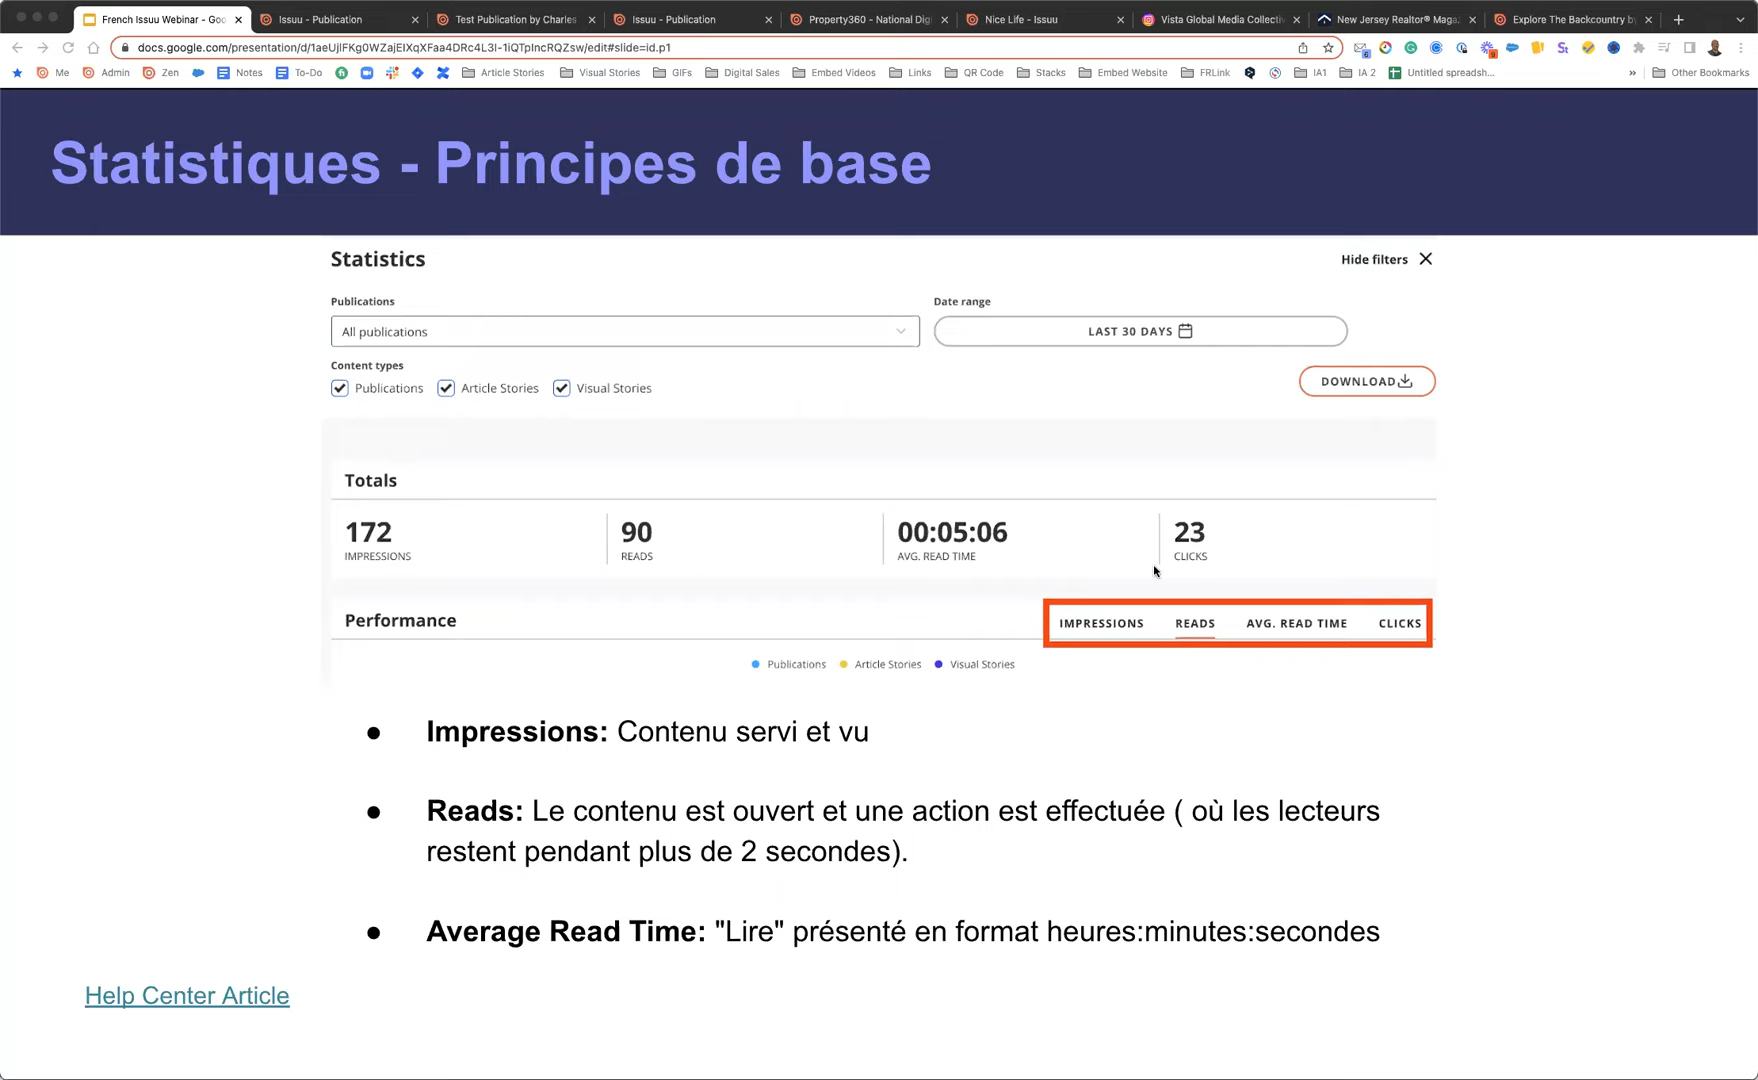 French Issuu Webinar - Goo
Issuu - Publication
Test Publication by Charles
Issuu - Publication
Property360 - National Digi
Nice Life - Issuu
Vista Global Media Collectiv
New Jersey Realtor® Maga
Explore The Backcountry by
docs.google.com/presentation/d/1aeUjlFKg0WZajEIXqXFaa4DRc4L3I-1iQTpIncRQZsw/edit#slide=id.p1
Me Admin Zen Notes To-Do Article Stories Visual Stories GIFs Digital Sales Embed Videos Links QR Code Stacks Embed Website FRLink IA1 IA 2 Untitled spreadsh... » Other Bookmarks
Statistiques - Principes de base
Statistics
Hide filters
Publications
Date range
All publications
LAST 30 DAYS
Content types
Publications Article Stories Visual Stories
DOWNLOAD
Totals
172 90 00:05:06 23
IMPRESSIONS READS AVG. READ TIME CLICKS
Performance
IMPRESSIONS READS AVG. READ TIME CLICKS
Publications Article Stories Visual Stories
● Impressions: Contenu servi et vu
● Reads: Le contenu est ouvert et une action est effectuée ( où les lecteurs
restent pendant plus de 2 secondes).
● Average Read Time: "Lire" présenté en format heures:minutes:secondes
Help Center Article